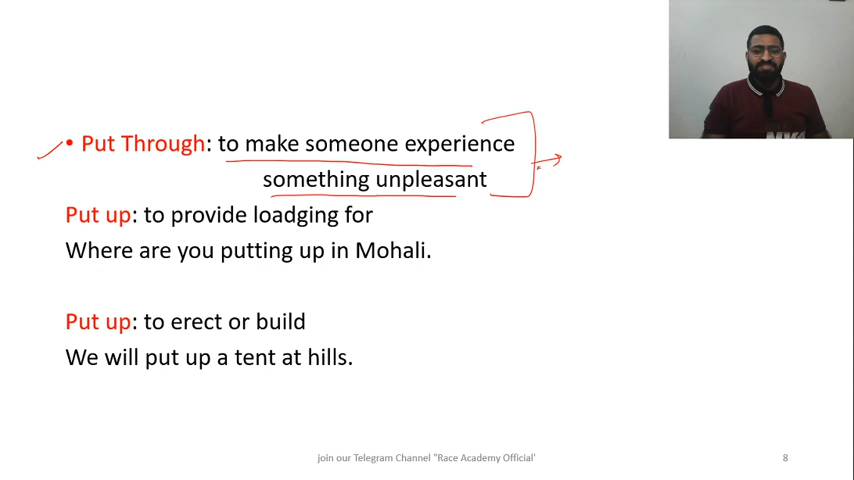 • Put Through: to make someone experience
something unpleasant
Put up: to provide loadging for
Where are you putting up in Mohali.
Put up: to erect or build
We will put up a tent at hills.
join our Telegram Channel "Race Academy Official'
8